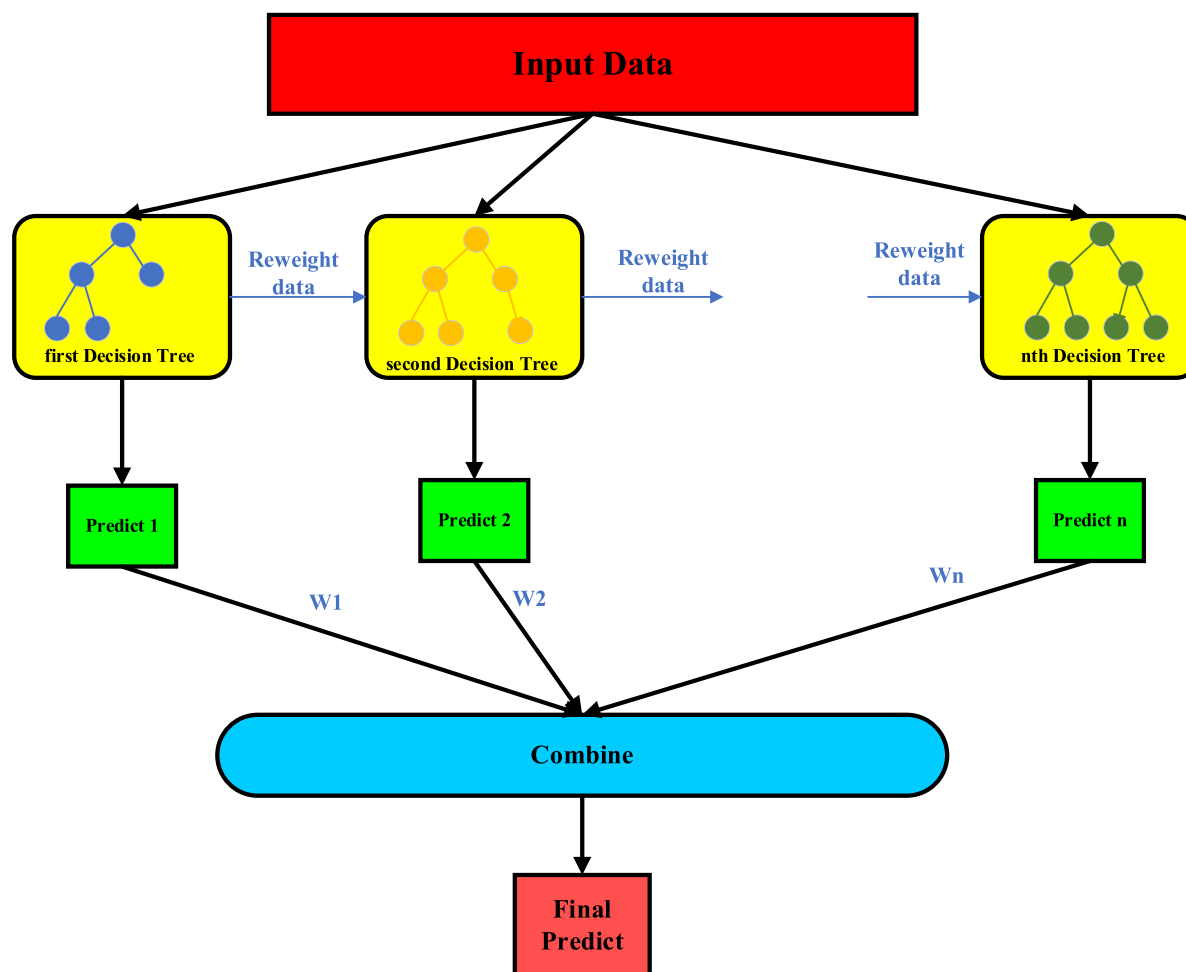 Input Data
Reweight
data
Reweight
data
Reweight
data
first Decision Tree
second Decision Tree
nth Decision Tree
Predict 1
Predict 2
Predict n
W1
W2
Wn
Combine
Final
Predict